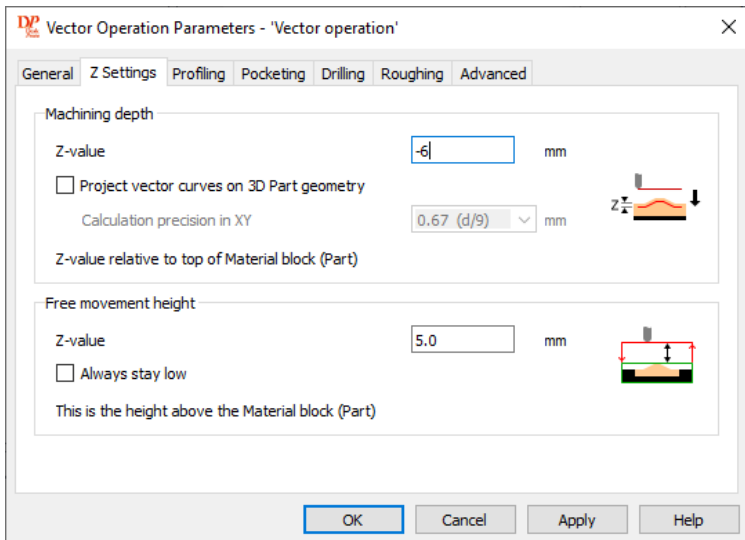 DP Vector Operation Parameters - 'Vector operation'
General Z Settings Profiling Pocketing Drilling Roughing Advanced
Machining depth
Z-value -6 mm
Project vector curves on 3D Part geometry
Z
Calculation precision in XY 0.67 (d/9) mm
Z-value relative to top of Material block (Part)
Free movement height
Z-value 5.0 mm
Always stay low
This is the height above the Material block (Part)
OK Cancel Apply Help